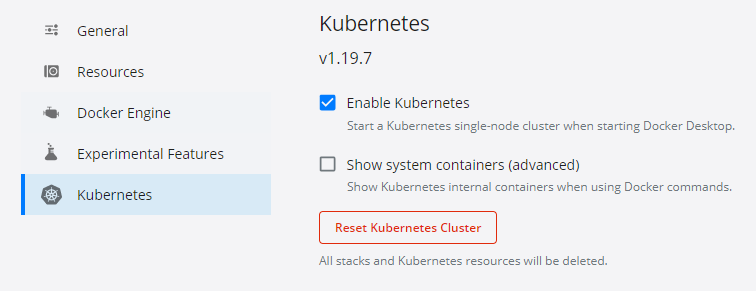 General
Resources
Docker Engine
Experimental Features
Kubernetes
Kubernetes
v1.19.7
Enable Kubernetes
Start a Kubernetes single-node cluster when starting Docker Desktop.
Show system containers (advanced)
Show Kubernetes internal containers when using Docker commands.
Reset Kubernetes Cluster
All stacks and Kubernetes resources will be deleted.